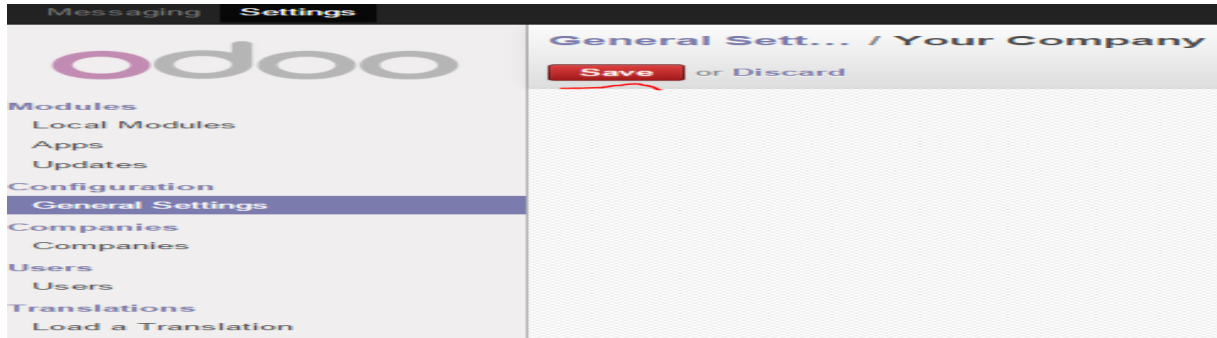 Messaging Settings
odoo
General Sett... / Your Company
Save or Discard
Modules
Local Modules
Apps
Updates
Configuration
General Settings
Companies
Companies
Users
Users
Translations
Load a Translation